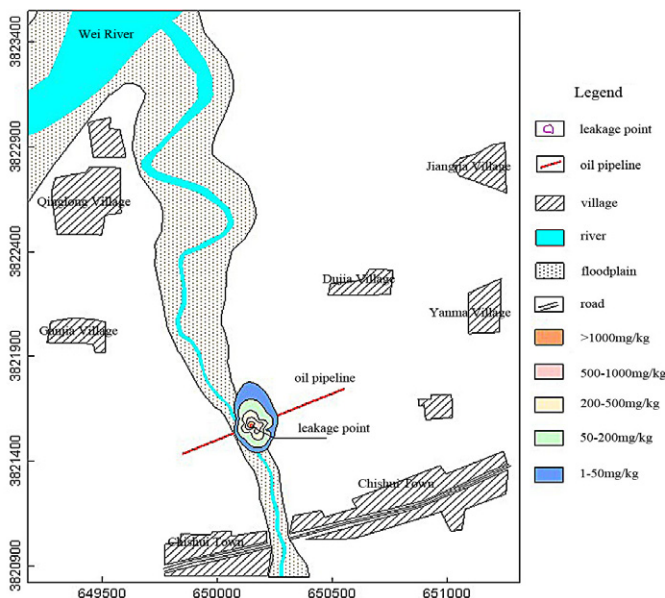 3823400
3822900
3822400
3821900
3821400
3820900
649500
650000
650500
651000
Wei River
Qinglong Village
Jiangjia Village
Dujia Village
Yanma Village
Ganjia Village
oil pipeline
leakage point
Chishui Town
Chishui Town
Legend
leakage point
oil pipeline
village
river
floodplain
road
>1000mg/kg
500-1000mg/kg
200-500mg/kg
50-200mg/kg
1-50mg/kg